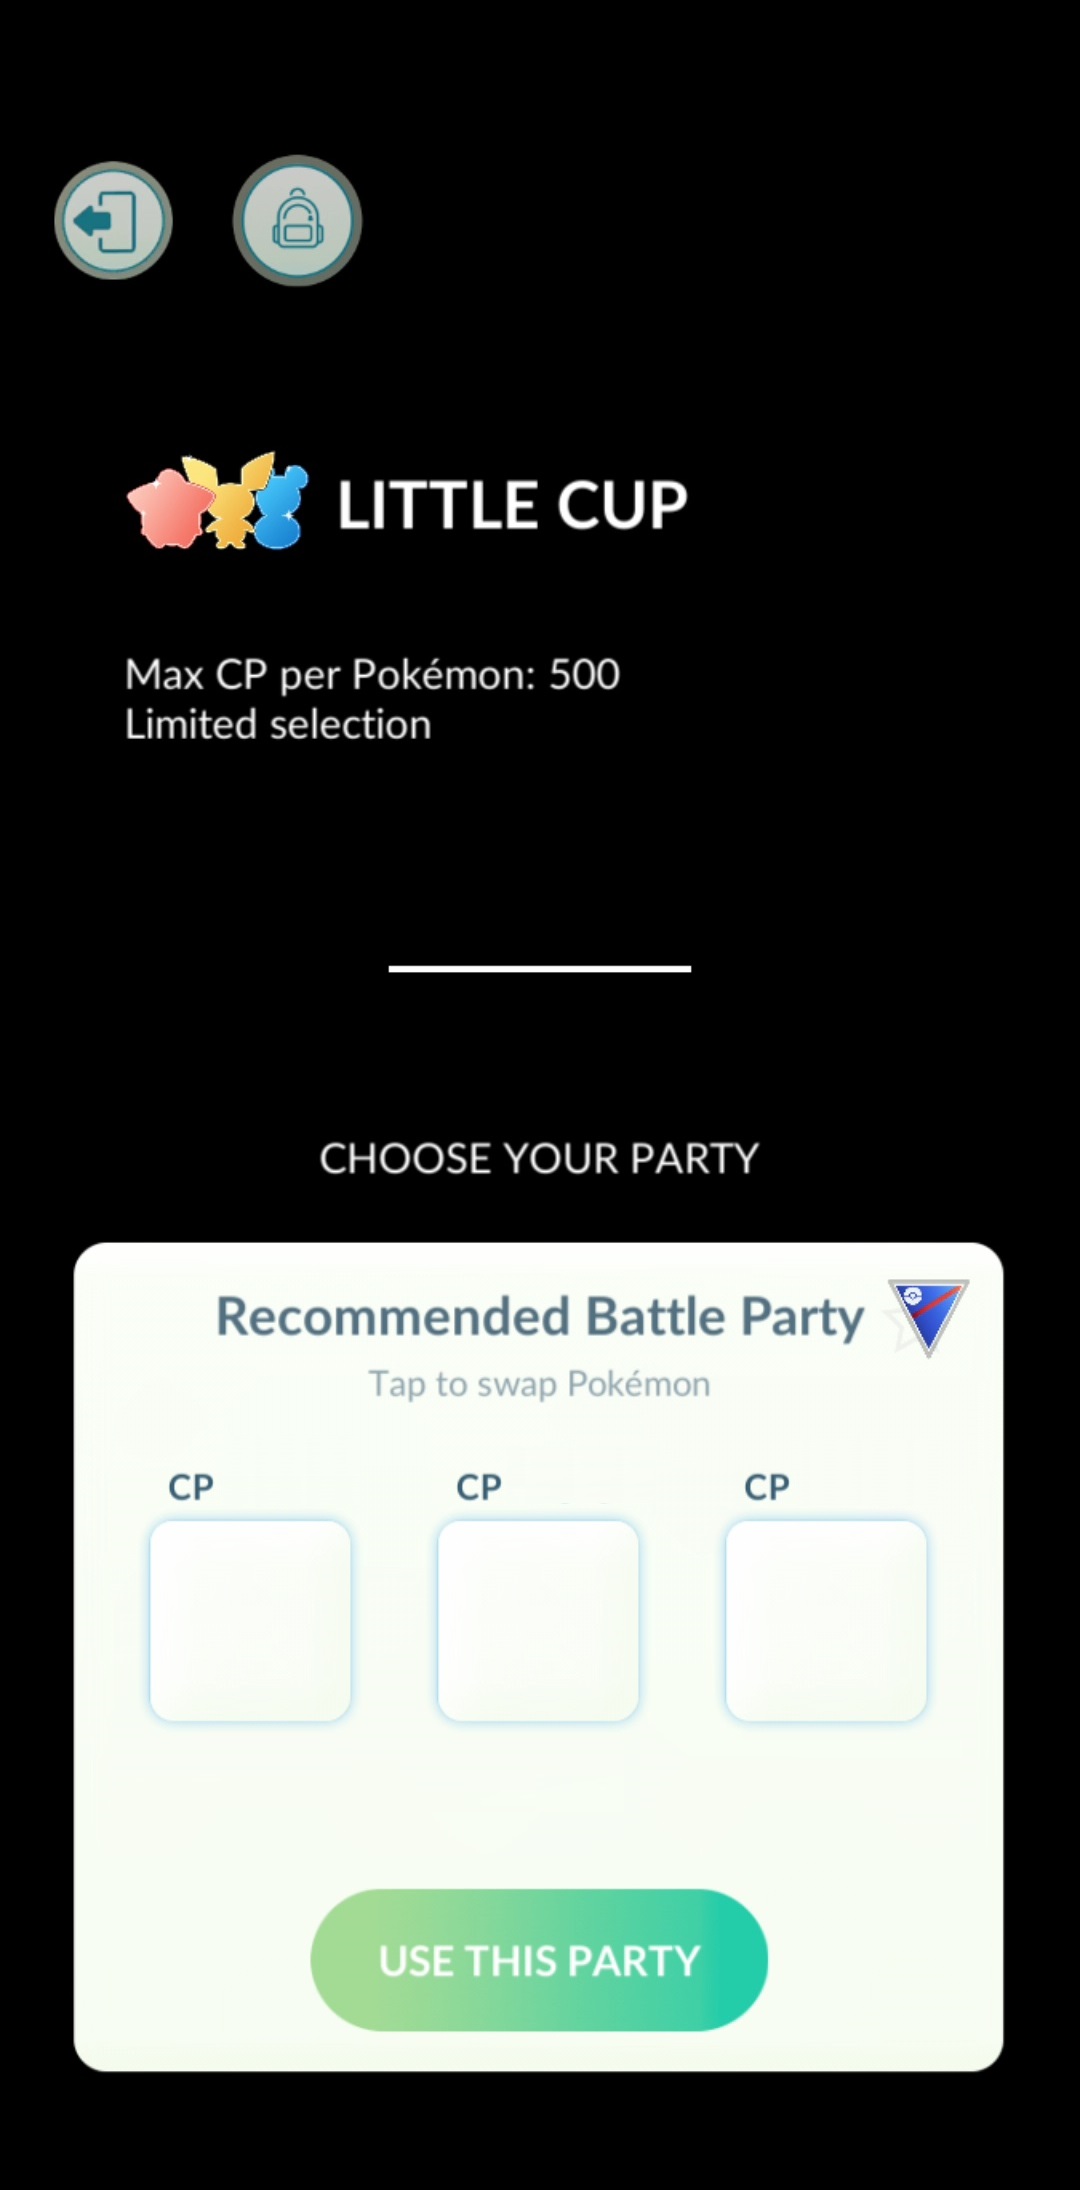 LITTLE CUP
Max CP per Pokémon: 500
Limited selection
CHOOSE YOUR PARTY
Recommended Battle Party
Tap to swap Pokémon
CP CP CP
USE THIS PARTY